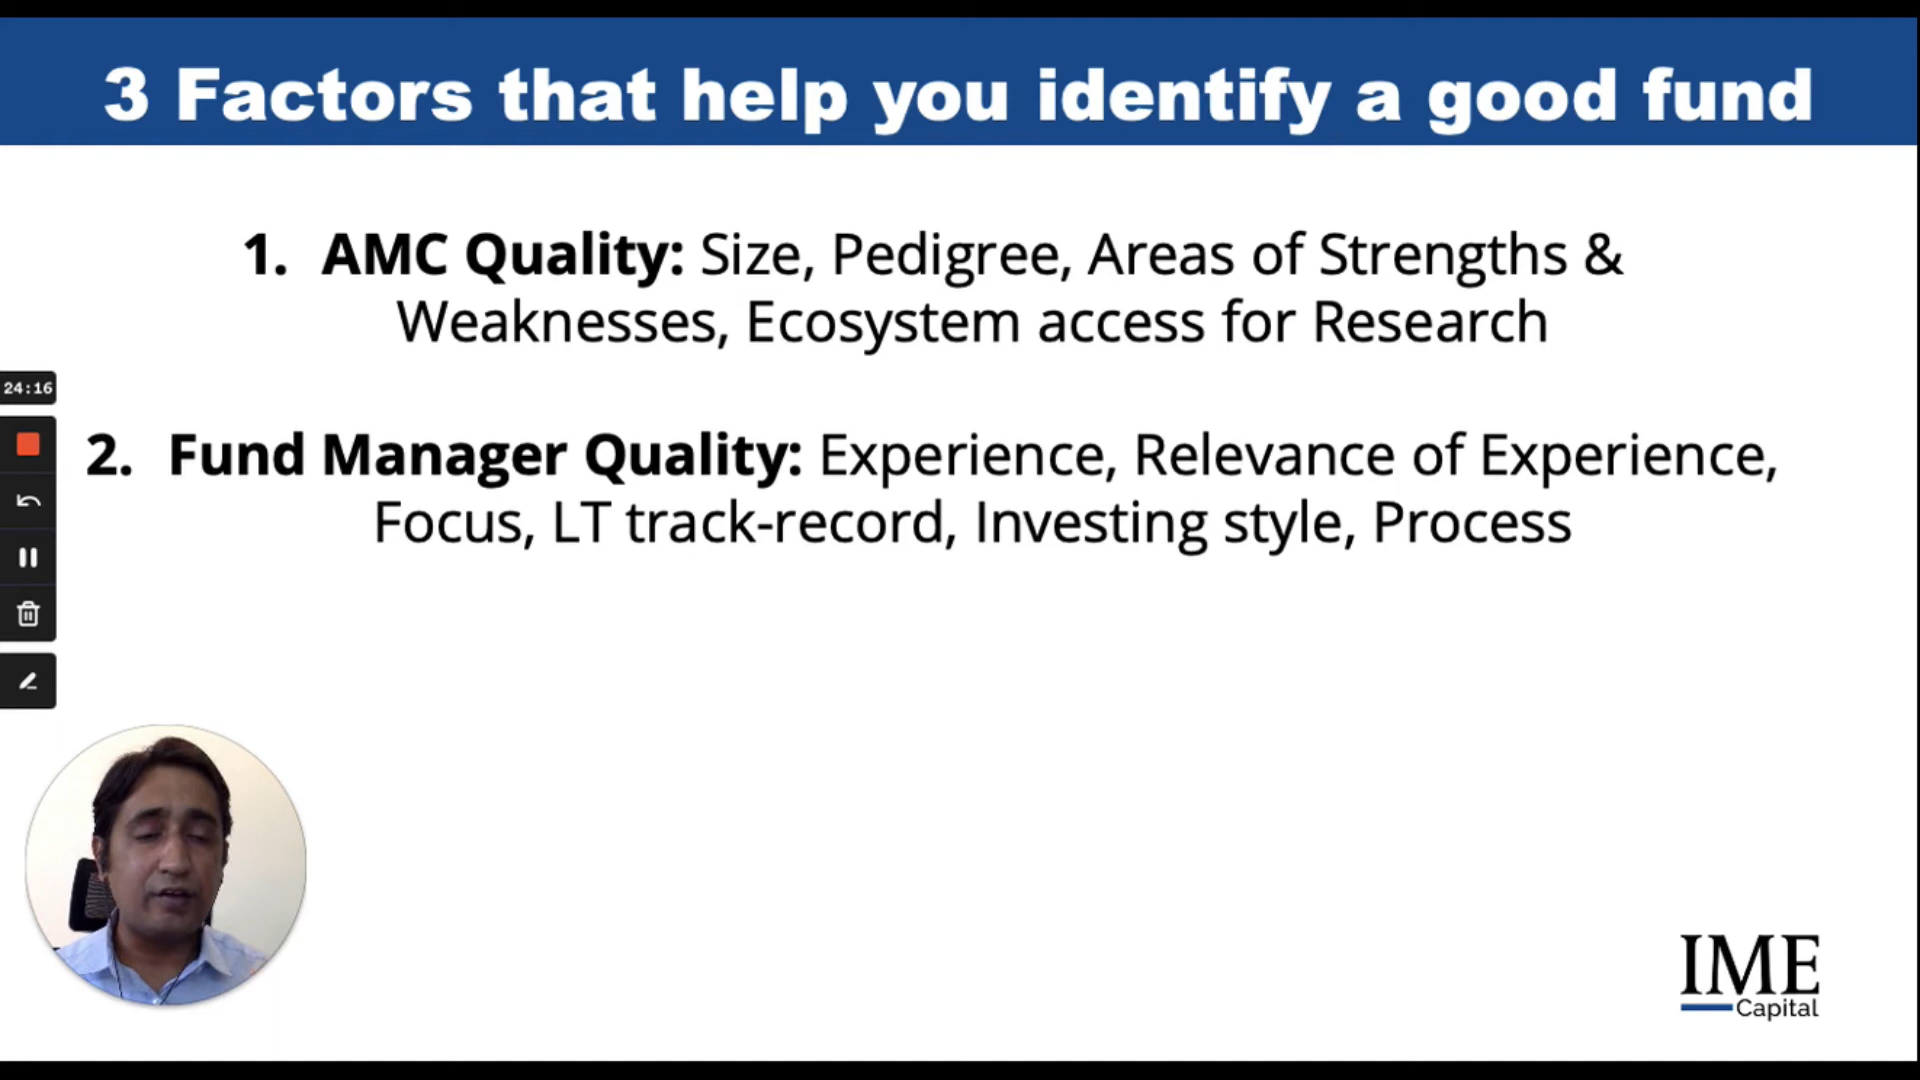 3 Factors that help you identify a good fund
1. AMC Quality: Size, Pedigree, Areas of Strengths &
Weaknesses, Ecosystem access for Research
24:16
2. Fund Manager Quality: Experience, Relevance of Experience,
Focus, LT track-record, Investing style, Process
IME
Capital